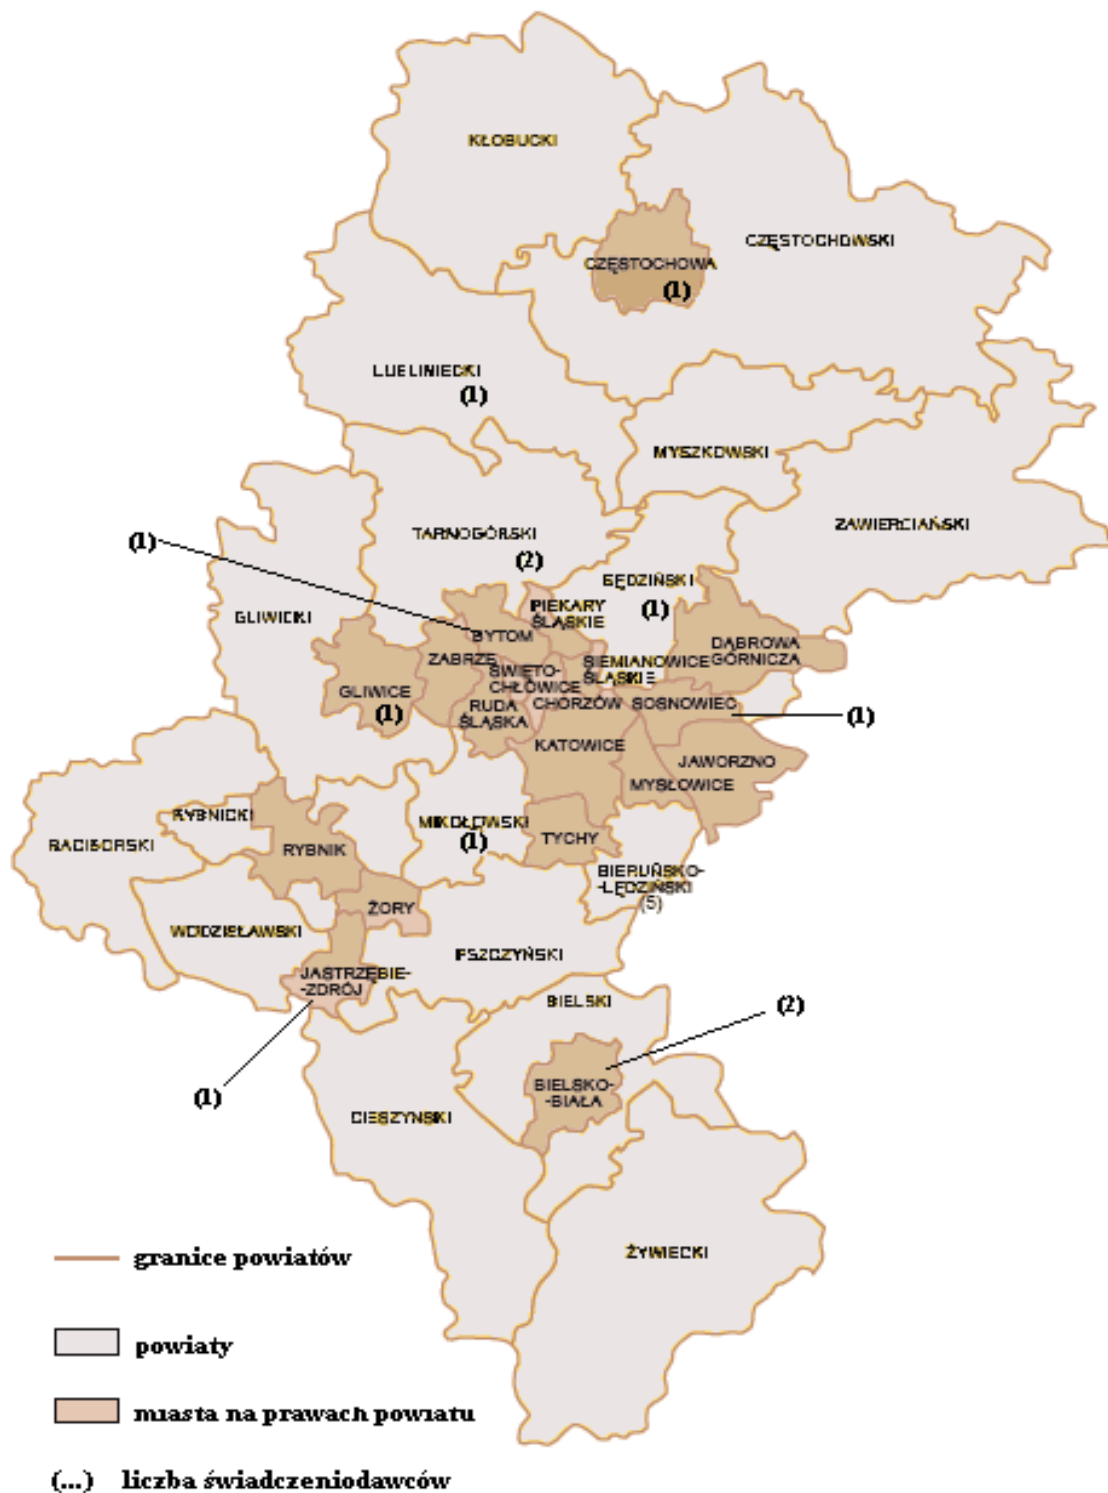 KŁOBUCKI
CZĘSTOCHOWSKI
CZĘSTOCHOWA
(1)
LUBLINIECKI
(1)
MYSZKOWSKI
ZAWIERCIAŃSKI
TARNOGÓRSKI
(2)
(1)
BĘDZIŃSKI
(1)
PIEKARY
ŚLĄSKIE
GLIWICKI
BYTOM
ZABRZE
DĄBROWA
GÓRNICZA
SIEMIANOWICE
ŚLĄSKIE
ŚWIĘTO-
-CHŁOWICE
GLIWICE
(1)
RUDA
ŚLĄSKA
CHORZÓW
SOSNOWIEC
(1)
KATOWICE
JAWORZNO
MYSŁOWICE
RYBNICKI
MIKOŁOWSKI
(1)
TYCHY
RACIBORSKI
RYBNIK
BIERUŃSKO-
-LĘDZIŃSKI
(5)
ŻORY
WODZISŁAWSKI
PSZCZYŃSKI
JASTRZĘBIE-
-ZDRÓJ
(1)
BIELSKI
(2)
BIELSKO-
-BIAŁA
CIESZYŃSKI
ŻYWIECKI
granice powiatów
powiaty
miasta na prawach powiatu
(...) liczba świadczeniodawców